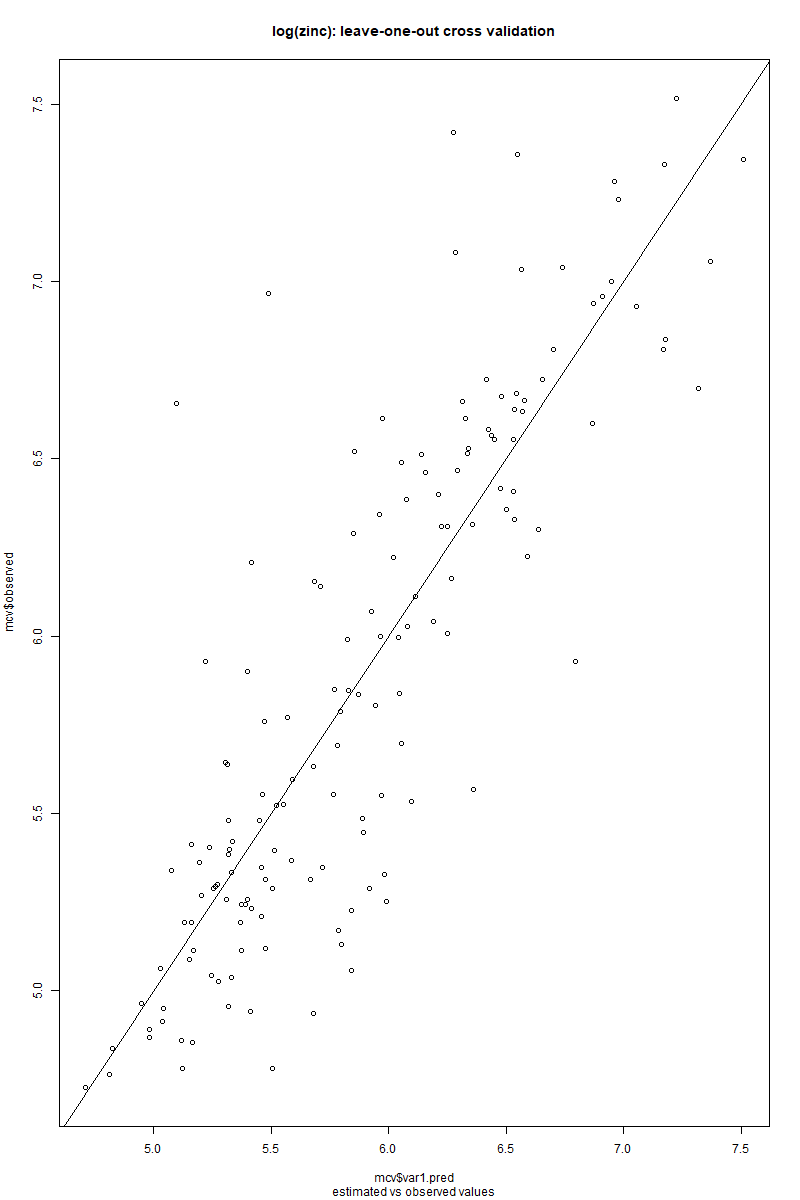 log(zinc): leave-one-out cross validation
7.5
7.0
6.5
6.0
5.5
5.0
mcv$observed
5.0 5.5 6.0 6.5 7.0 7.5
mcv$var1.pred
estimated vs observed values